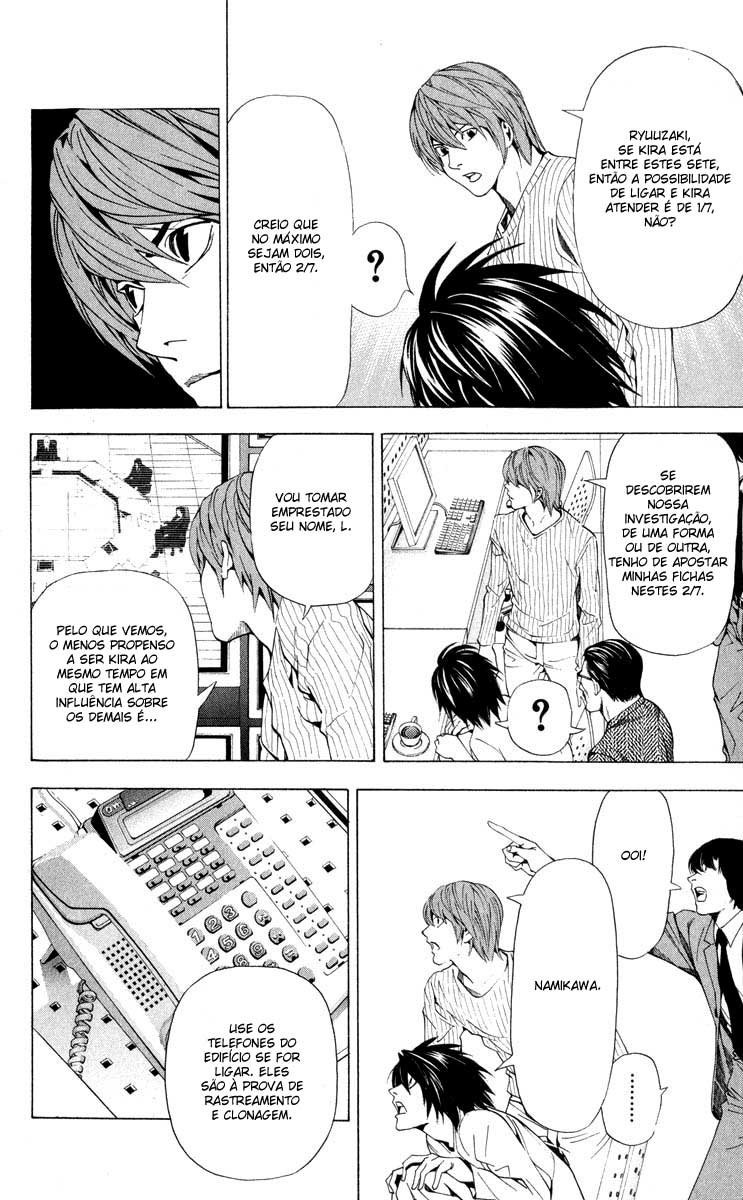 RYUUZAKI,
SE KIRA ESTÁ
ENTRE ESTES SETE,
ENTÃO A POSSIBILIDADE
DE LIGAR E KIRA
ATENDER É DE 1/7,
NÃO?
?
CREIO QUE
NO MÁXIMO
SEJAM DOIS,
ENTÃO 2/7.
SE
DESCOBRIREM
NOSSA
INVESTIGAÇÃO,
DE UMA FORMA
OU DE OUTRA,
TENHO DE APOSTAR
MINHAS FICHAS
NESTES 2/7.
?
VOU TOMAR
EMPRESTADO
SEU NOME, L.
PELO QUE VEMOS,
O MENOS PROPENSO
A SER KIRA AO
MESMO TEMPO EM
QUE TEM ALTA
INFLUÊNCIA SOBRE
OS DEMAIS É...
OOI!
NAMIKAWA.
........
USE OS
TELEFONES DO
EDIFÍCIO SE FOR
LIGAR. ELES
SÃO À PROVA DE
RASTREAMENTO
E CLONAGEM.